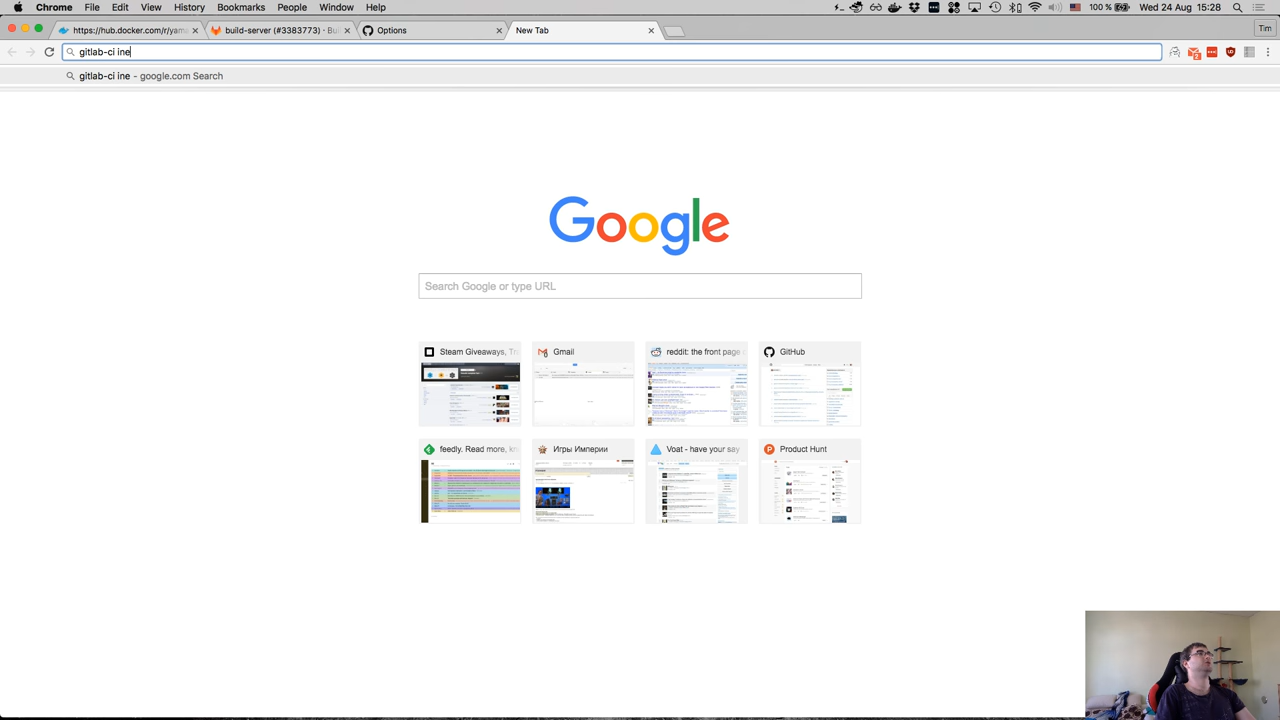 Chrome File Edit View History Bookmarks People Window Help 100 % Wed 24 Aug 15:28
https://hub.docker.com/r/yama build-server (#3383773) · Bu Options New Tab Tim
gitlab-ci ine 2
gitlab-ci ine - google.com Search
Google
Search Google or type URL
Steam Giveaways, Tr Gmail reddit: the front page GitHub
feedly. Read more, kn Игры Империи Voat - have your say Product Hunt